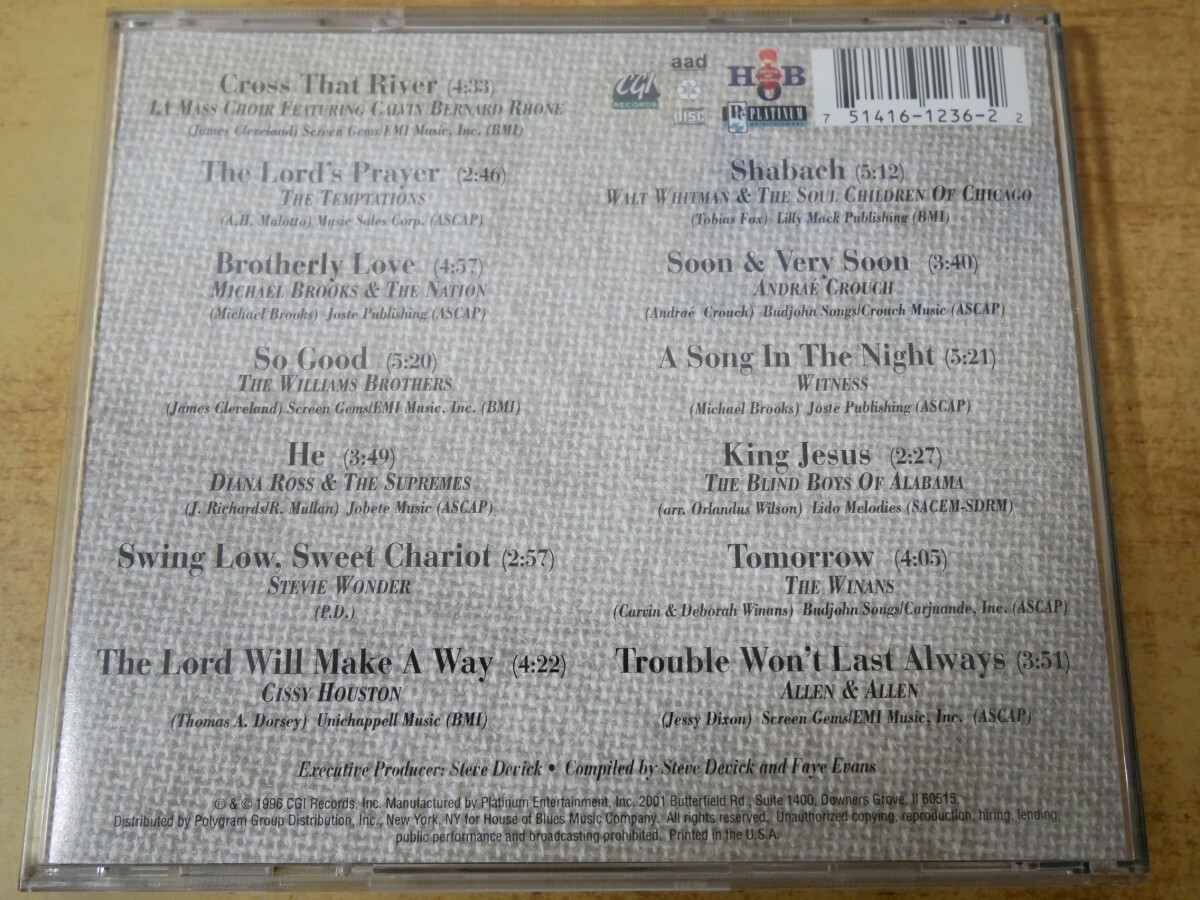 Cross That River (4:33)
LA Mass Choir Featuring Calvin Bernard Rhone
(James Cleveland) Screen Gems/EMI Music, Inc. (BMI)
The Lord's Prayer (2:46)
The Temptations
(A.H. Malotto) Music Sales Corp. (ASCAP)
Brotherly Love (4:57)
Michael Brooks & The Nation
(Michael Brooks) Joste Publishing (ASCAP)
So Good (5:20)
The Williams Brothers
(James Cleveland) Screen Gems/EMI Music, Inc. (BMI)
He (3:49)
Diana Ross & The Supremes
(J. Richards/R. Mullan) Jobete Music (ASCAP)
Swing Low, Sweet Chariot (2:57)
Stevie Wonder
(P.D.)
The Lord Will Make A Way (4:22)
Cissy Houston
(Thomas A. Dorsey) Unichappell Music (BMI)
CGI
RECORDS
aad
disc
HOB
PLATINUM
7 51416-1236-2 2
Shabach (5:12)
Walt Whitman & The Soul Children Of Chicago
(Tobias Fox) Lilly Mack Publishing (BMI)
Soon & Very Soon (3:40)
Andraé Crouch
(Andraé Crouch) Budjohn Songs/Crouch Music (ASCAP)
A Song In The Night (5:21)
Witness
(Michael Brooks) Joste Publishing (ASCAP)
King Jesus (2:27)
The Blind Boys Of Alabama
(arr. Orlandus Wilson) Lido Melodies (SACEM-SDRM)
Tomorrow (4:05)
The Winans
(Carvin & Deborah Winans) Budjohn Songs/Carjuande, Inc. (ASCAP)
Trouble Won't Last Always (3:51)
Allen & Allen
(Jessy Dixon) Screen Gems/EMI Music, Inc. (ASCAP)
Executive Producer: Steve Devick • Compiled by Steve Devick and Faye Evans
℗ & © 1996 CGI Records, Inc. Manufactured by Platinum Entertainment, Inc. 2001 Butterfield Rd., Suite 1400, Downers Grove, Il 60515.
Distributed by Polygram Group Distribution, Inc., New York, NY for House of Blues Music Company. All rights reserved. Unauthorized copying, reproduction, hiring, lending,
public performance and broadcasting prohibited. Printed in the U.S.A.